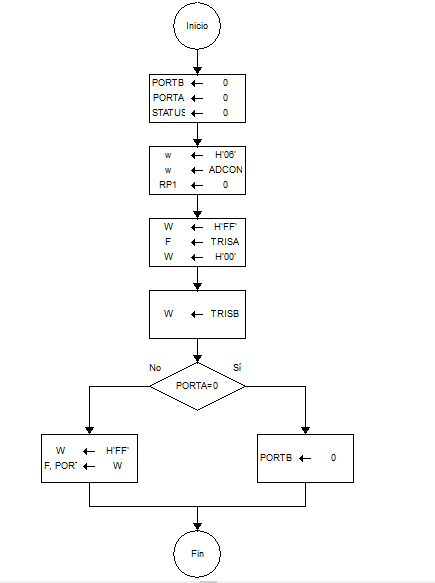 Inicio
PORTB ← 0
PORTA ← 0
STATUS ← 0
w ← H'06'
w ← ADCON
RP1 ← 0
W ← H'FF'
F ← TRISA
W ← H'00'
W ← TRISB
No
Sí
PORTA=0
W ← H'FF'
F, POR ← W
PORTB ← 0
Fin